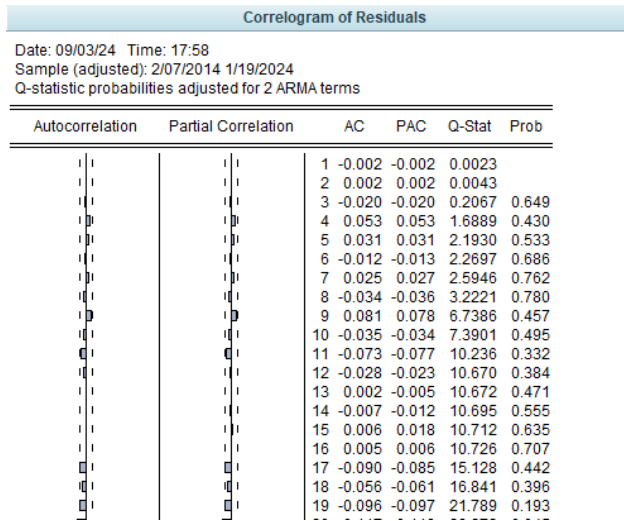 Correlogram of Residuals
Date: 09/03/24 Time: 17:58
Sample (adjusted): 2/07/2014 1/19/2024
Q-statistic probabilities adjusted for 2 ARMA terms
Autocorrelation Partial Correlation AC PAC Q-Stat Prob
1 -0.002 -0.002 0.0023
2 0.002 0.002 0.0043
3 -0.020 -0.020 0.2067 0.649
4 0.053 0.053 1.6889 0.430
5 0.031 0.031 2.1930 0.533
6 -0.012 -0.013 2.2697 0.686
7 0.025 0.027 2.5946 0.762
8 -0.034 -0.036 3.2221 0.780
9 0.081 0.078 6.7386 0.457
10 -0.035 -0.034 7.3901 0.495
11 -0.073 -0.077 10.236 0.332
12 -0.028 -0.023 10.670 0.384
13 0.002 -0.005 10.672 0.471
14 -0.007 -0.012 10.695 0.555
15 0.006 0.018 10.712 0.635
16 0.005 0.006 10.726 0.707
17 -0.090 -0.085 15.128 0.442
18 -0.056 -0.061 16.841 0.396
19 -0.096 -0.097 21.789 0.193